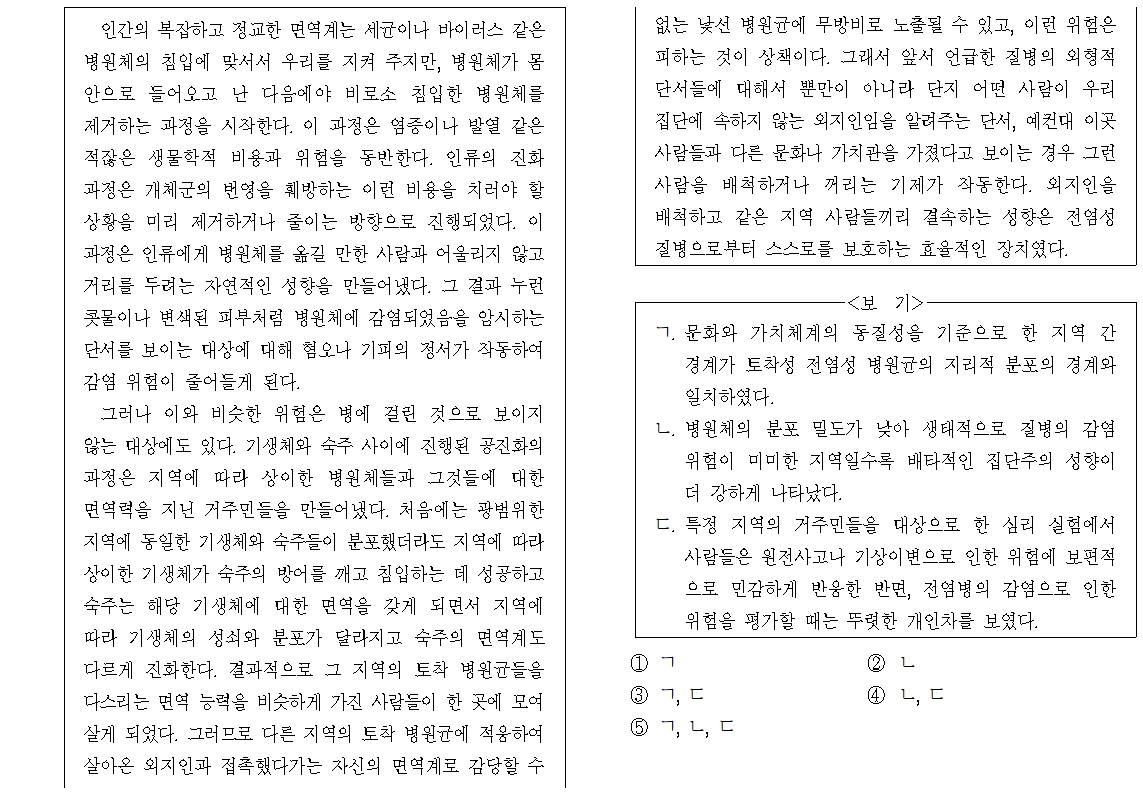 인간의 복잡하고 정교한 면역계는 세균이나 바이러스 같은
병원체의 침입에 맞서서 우리를 지켜 주지만, 병원체가 몸
안으로 들어오고 난 다음에야 비로소 침입한 병원체를
제거하는 과정을 시작한다. 이 과정은 염증이나 발열 같은
적잖은 생물학적 비용과 위험을 동반한다. 인류의 진화
과정은 개체군의 번영을 훼방하는 이런 비용을 치러야 할
상황을 미리 제거하거나 줄이는 방향으로 진행되었다. 이
과정은 인류에게 병원체를 옮길 만한 사람과 어울리지 않고
거리를 두려는 자연적인 성향을 만들어냈다. 그 결과 누런
콧물이나 변색된 피부처럼 병원체에 감염되었음을 암시하는
단서를 보이는 대상에 대해 혐오나 기피의 정서가 작동하여
감염 위험이 줄어들게 된다.
그러나 이와 비슷한 위험은 병에 걸린 것으로 보이지
않는 대상에도 있다. 기생체와 숙주 사이에 진행된 공진화의
과정은 지역에 따라 상이한 병원체들과 그것들에 대한
면역력을 지닌 거주민들을 만들어냈다. 처음에는 광범위한
지역에 동일한 기생체와 숙주들이 분포했더라도 지역에 따라
상이한 기생체가 숙주의 방어를 깨고 침입하는 데 성공하고
숙주는 해당 기생체에 대한 면역을 갖게 되면서 지역에
따라 기생체의 성쇠와 분포가 달라지고 숙주의 면역계도
다르게 진화한다. 결과적으로 그 지역의 토착 병원균들을
다스리는 면역 능력을 비슷하게 가진 사람들이 한 곳에 모여
살게 되었다. 그러므로 다른 지역의 토착 병원균에 적응하여
살아온 외지인과 접촉했다가는 자신의 면역계로 감당할 수
없는 낯선 병원균에 무방비로 노출될 수 있고, 이런 위험은
피하는 것이 상책이다. 그래서 앞서 언급한 질병의 외형적
단서들에 대해서 뿐만이 아니라 단지 어떤 사람이 우리
집단에 속하지 않는 외지인임을 알려주는 단서, 예컨대 이곳
사람들과 다른 문화나 가치관을 가졌다고 보이는 경우 그런
사람을 배척하거나 꺼리는 기제가 작동한다. 외지인을
배척하고 같은 지역 사람들끼리 결속하는 성향은 전염성
질병으로부터 스스로를 보호하는 효율적인 장치였다.
<보 기>
ㄱ. 문화와 가치체계의 동질성을 기준으로 한 지역 간
경계가 토착성 전염성 병원균의 지리적 분포의 경계와
일치하였다.
ㄴ. 병원체의 분포 밀도가 낮아 생태적으로 질병의 감염
위험이 미미한 지역일수록 배타적인 집단주의 성향이
더 강하게 나타났다.
ㄷ. 특정 지역의 거주민들을 대상으로 한 심리 실험에서
사람들은 원전사고나 기상이변으로 인한 위험에 보편적
으로 민감하게 반응한 반면, 전염병의 감염으로 인한
위험을 평가할 때는 뚜렷한 개인차를 보였다.
① ㄱ ② ㄴ
③ ㄱ, ㄷ ④ ㄴ, ㄷ
⑤ ㄱ, ㄴ, ㄷ